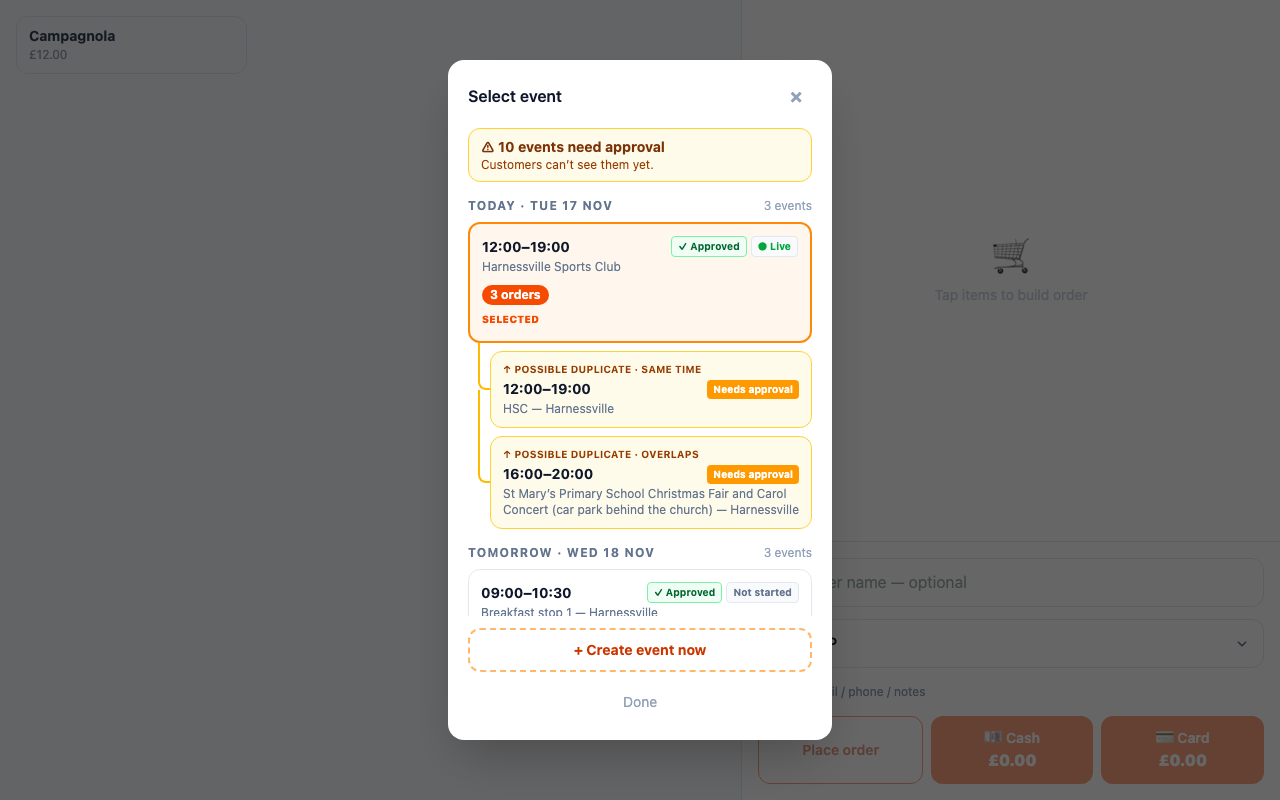 Campagnola
£12.00
Select event
×
⚠ 10 events need approval
Customers can't see them yet.
TODAY · TUE 17 NOV
3 events
12:00–19:00
✓ Approved
● Live
Harnessville Sports Club
3 orders
SELECTED
↑ POSSIBLE DUPLICATE · SAME TIME
12:00–19:00
Needs approval
HSC — Harnessville
↑ POSSIBLE DUPLICATE · OVERLAPS
16:00–20:00
Needs approval
St Mary's Primary School Christmas Fair and Carol
Concert (car park behind the church) — Harnessville
TOMORROW · WED 18 NOV
3 events
09:00–10:30
✓ Approved
Not started
Breakfast stop 1 — Harnessville
+ Create event now
Done
Tap items to build order
name — optional
/ phone / notes
Place order
Cash
£0.00
Card
£0.00